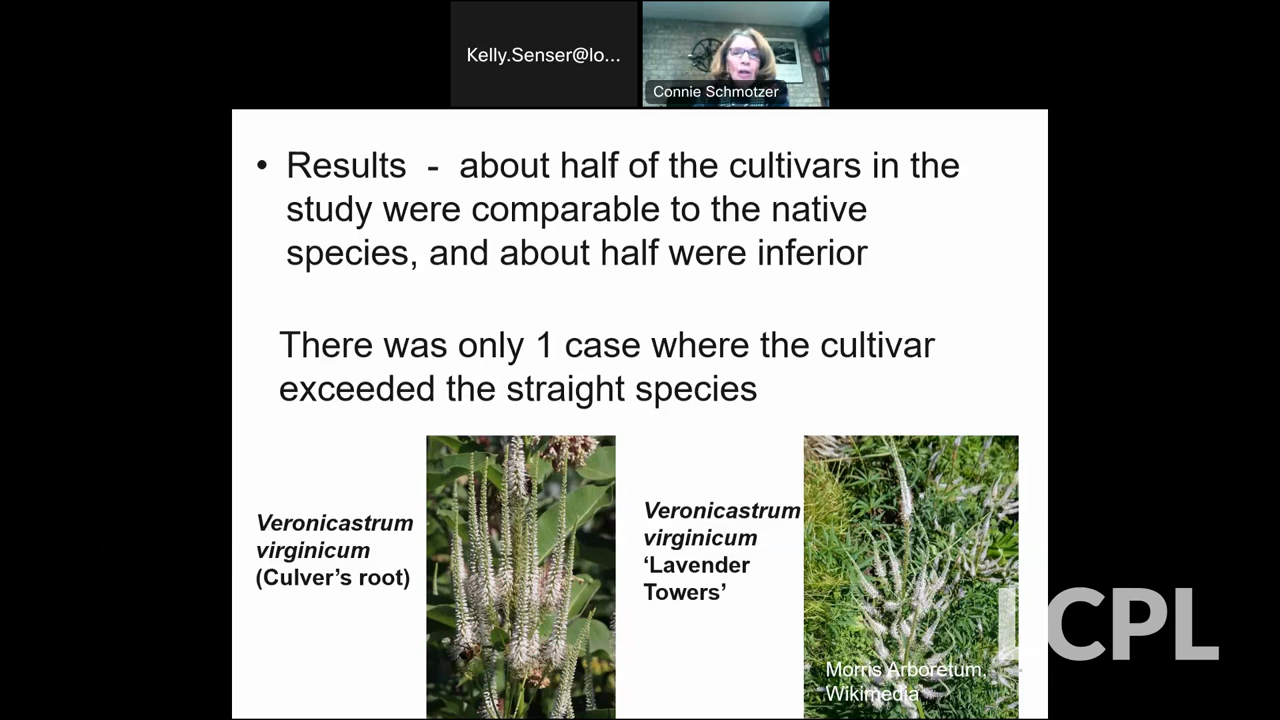 Kelly.Senser@lo...
Connie Schmotzer
• Results - about half of the cultivars in the
study were comparable to the native
species, and about half were inferior
There was only 1 case where the cultivar
exceeded the straight species
Veronicastrum
virginicum
(Culver's root)
Veronicastrum
virginicum
‘Lavender
Towers’
Morris Arboretum,
Wikimedia
LCPL